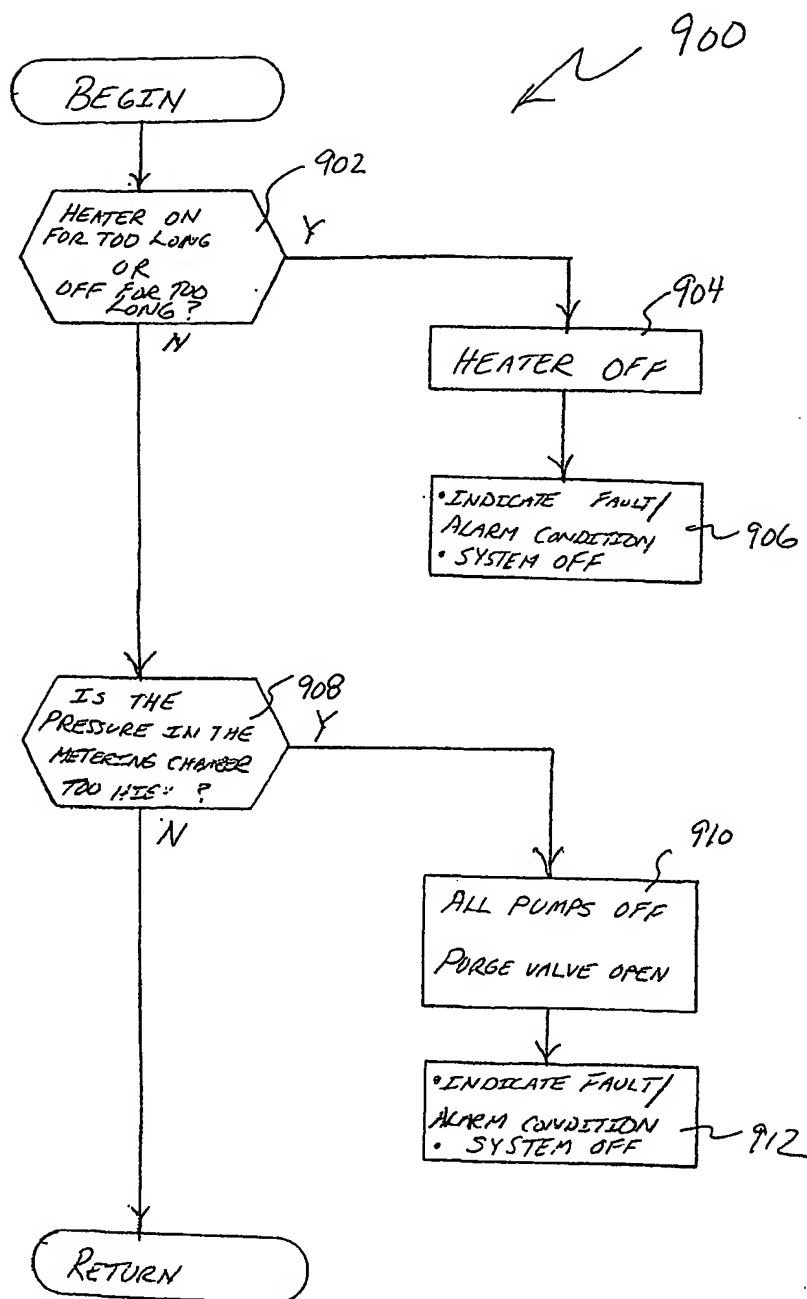 900
BEGIN
902
HEATER ON
FOR TOO LONG
OR
OFF FOR TOO
LONG?
Y
N
904
HEATER OFF
• INDICATE FAULT/
ALARM CONDITION
• SYSTEM OFF
906
IS THE
PRESSURE IN THE
METERING CHAMBER
TOO ?
908
Y
N
910
ALL PUMPS OFF
PURGE VALVE OPEN
• INDICATE FAULT/
ALARM CONDITION
• SYSTEM OFF
912
RETURN